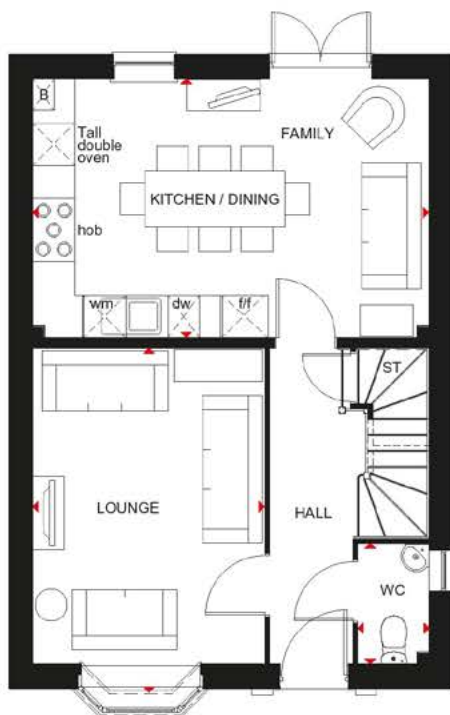 B
Tall
double
oven
FAMILY
KITCHEN / DINING
hob
wm
dw
f/f
ST
LOUNGE
HALL
WC